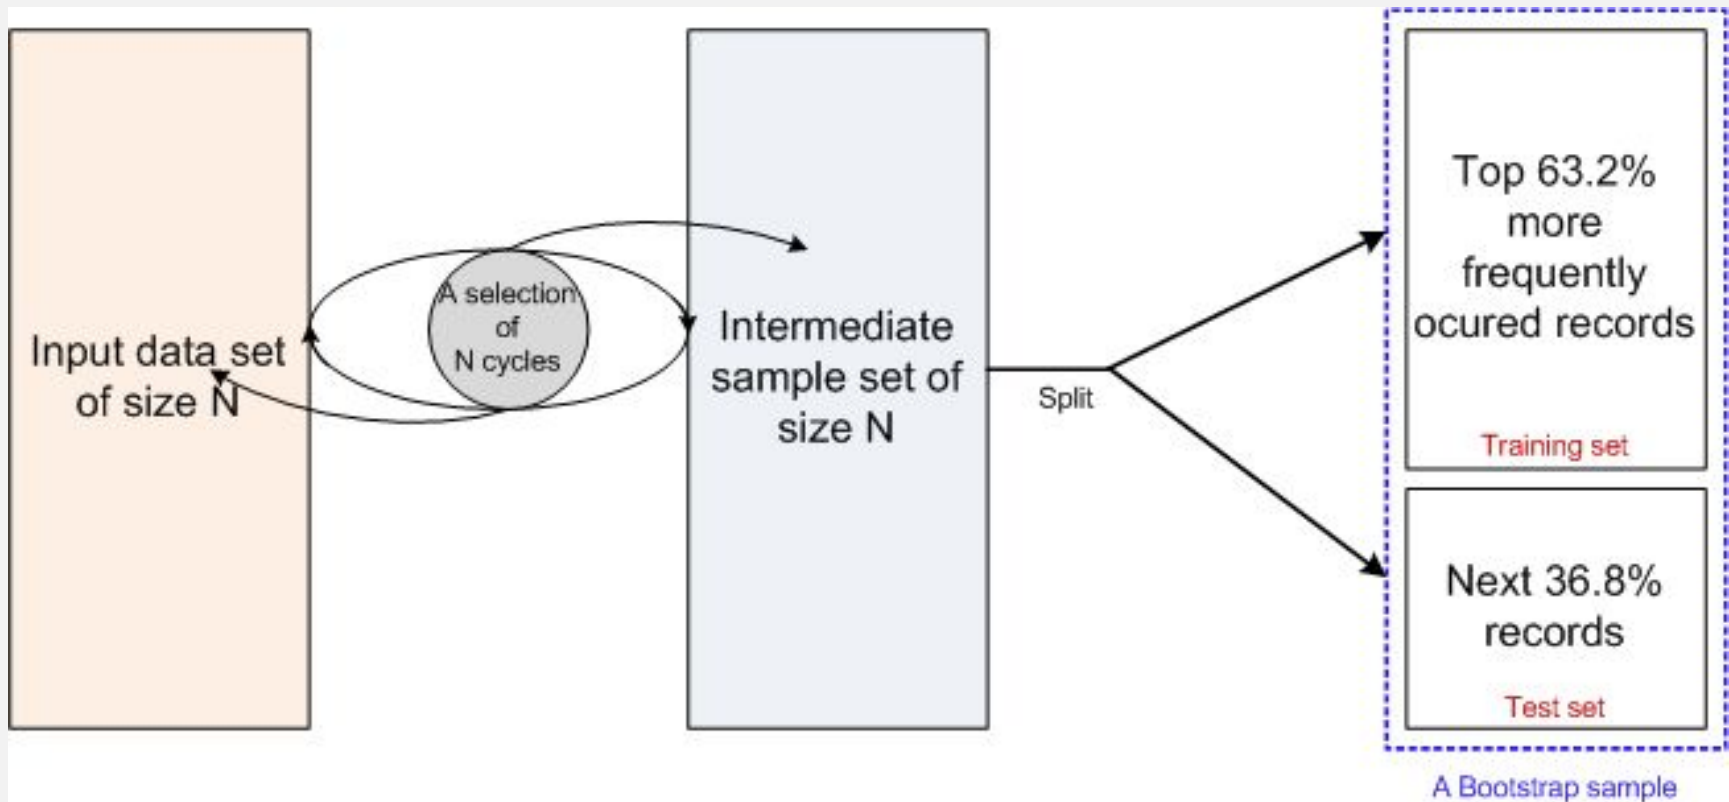 Input data set
of size N
A selection
of
N cycles
Intermediate
sample set of
size N
Split
Top 63.2%
more
frequently
ocured records
Training set
Next 36.8%
records
Test set
A Bootstrap sample